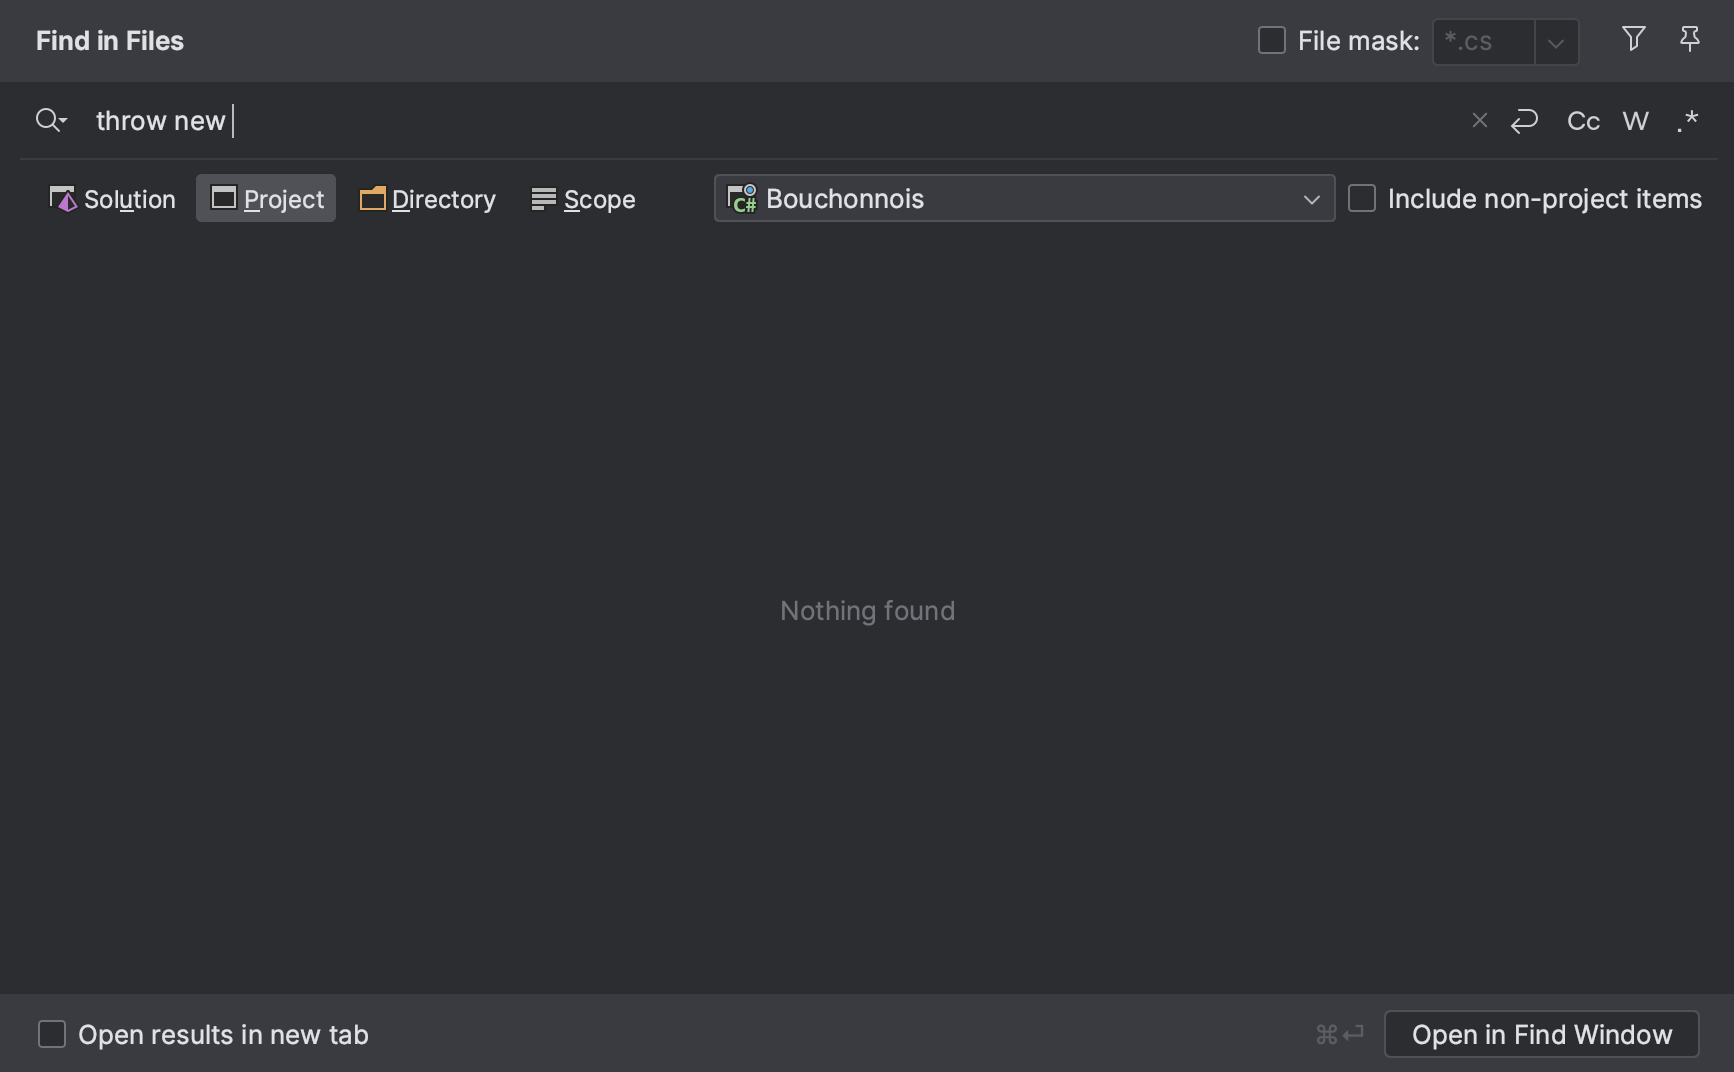 Find in Files
File mask: *.cs
throw new
Cc W .*
Solution Project Directory Scope C# Bouchonnois Include non-project items
Nothing found
Open results in new tab ⌘↵ Open in Find Window